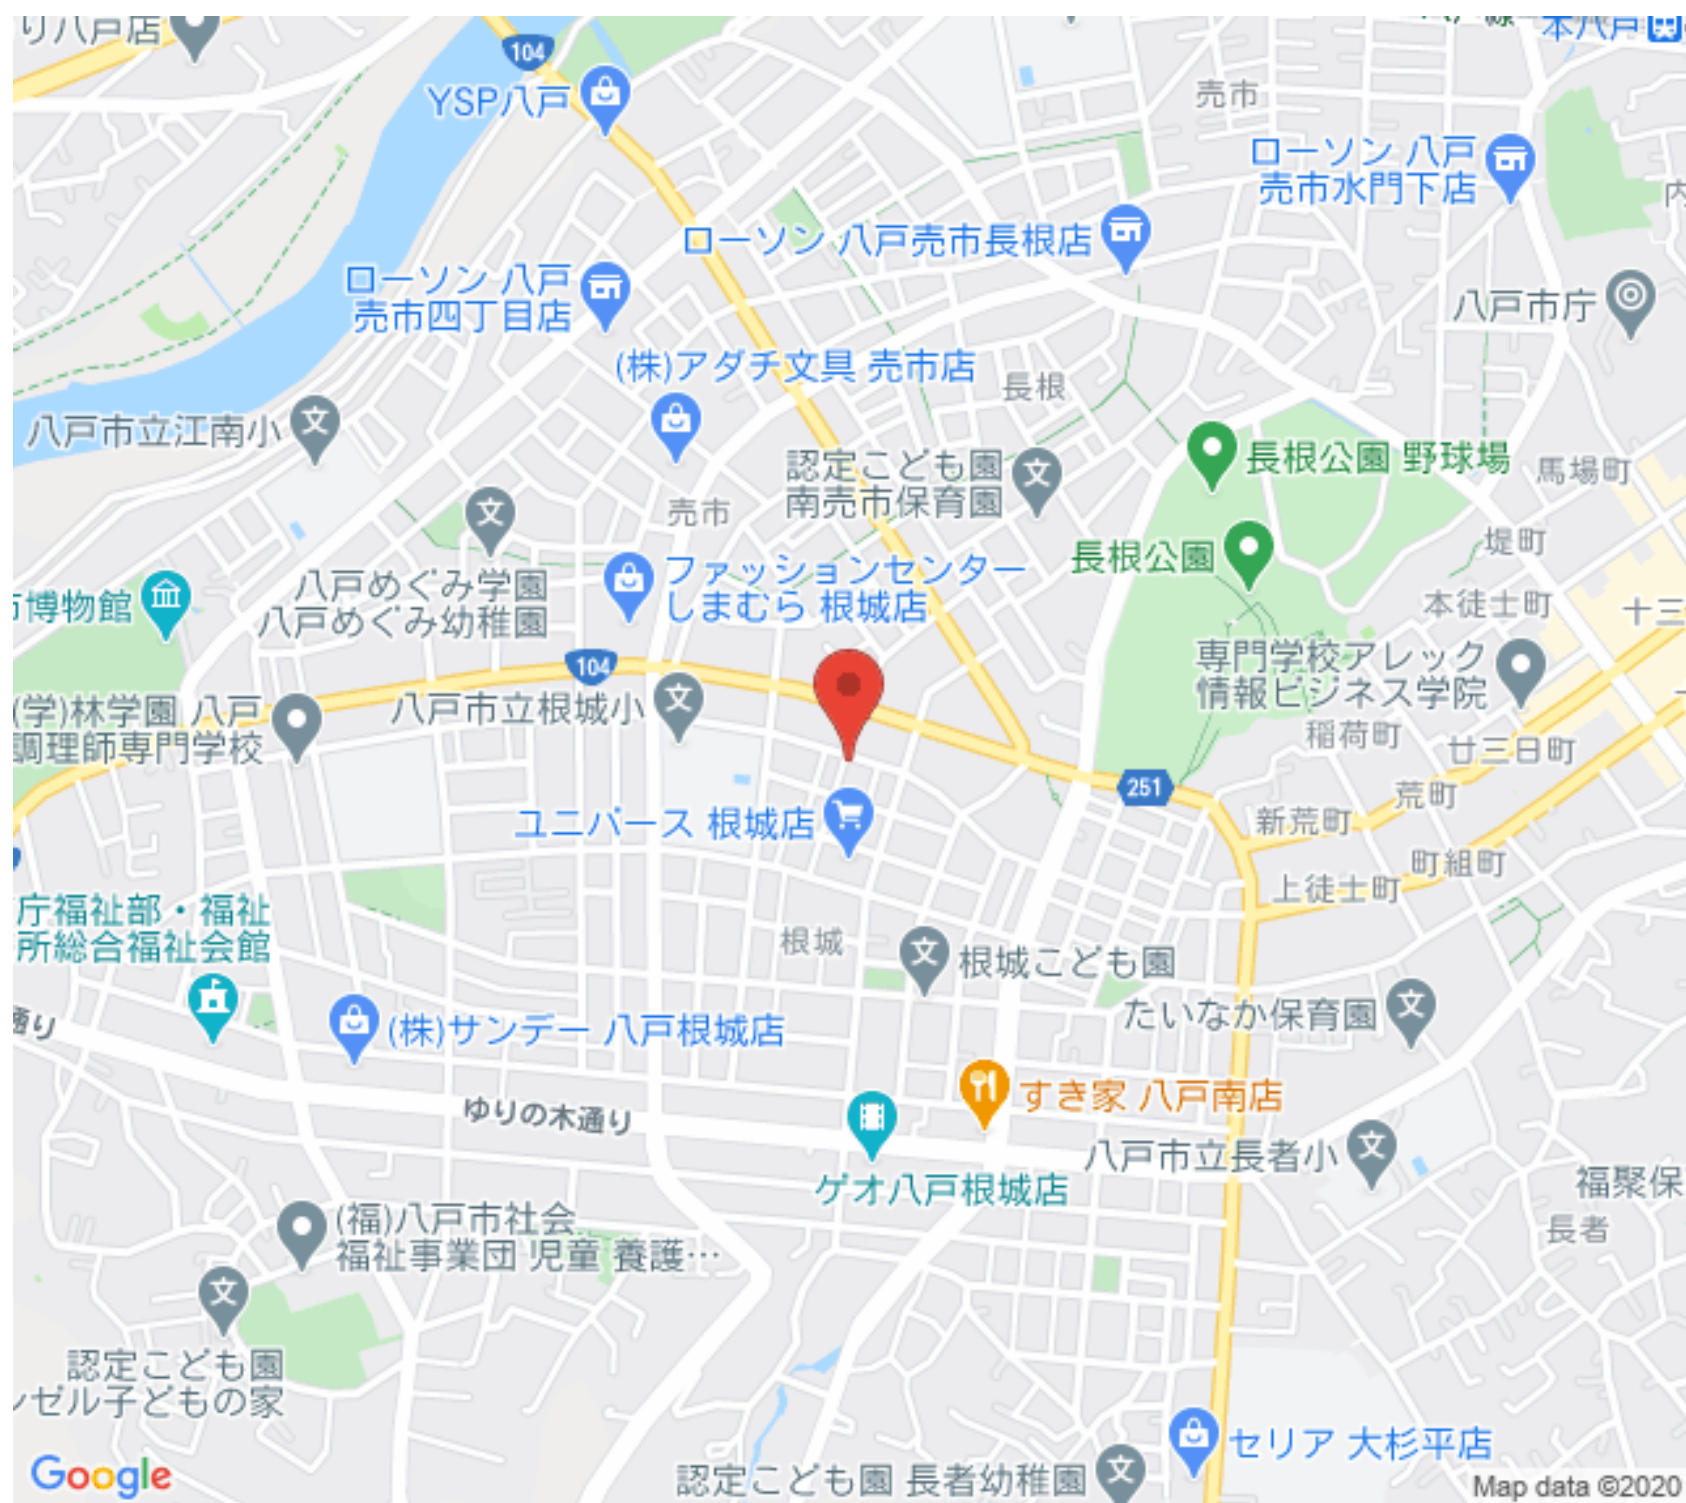 り八戸店
104
本八戸
YSP八戸
売市
ローソン 八戸
売市水門下店
内
ローソン 八戸売市長根店
ローソン 八戸
売市四丁目店
八戸市庁
(株)アダチ文具 売市店
長根
八戸市立江南小
認定こども園
南売市保育園
長根公園 野球場
馬場町
売市
堤町
長根公園
八戸めぐみ学園
八戸めぐみ幼稚園
ファッションセンター
しまむら 根城店
市博物館
本徒士町
十三
104
専門学校アレック
情報ビジネス学院
(学)林学園 八戸
調理師専門学校
八戸市立根城小
稲荷町
廿三日町
251
荒町
新荒町
ユニバース 根城店
町組町
上徒士町
庁福祉部・福祉
所総合福祉会館
根城
根城こども園
たいなか保育園
通り
(株)サンデー 八戸根城店
すき家 八戸南店
ゆりの木通り
八戸市立長者小
ゲオ八戸根城店
福聚保
長者
(福)八戸市社会
福祉事業団 児童 養護…
認定こども園
ンゼル子どもの家
セリア 大杉平店
認定こども園 長者幼稚園
Google
Map data ©2020